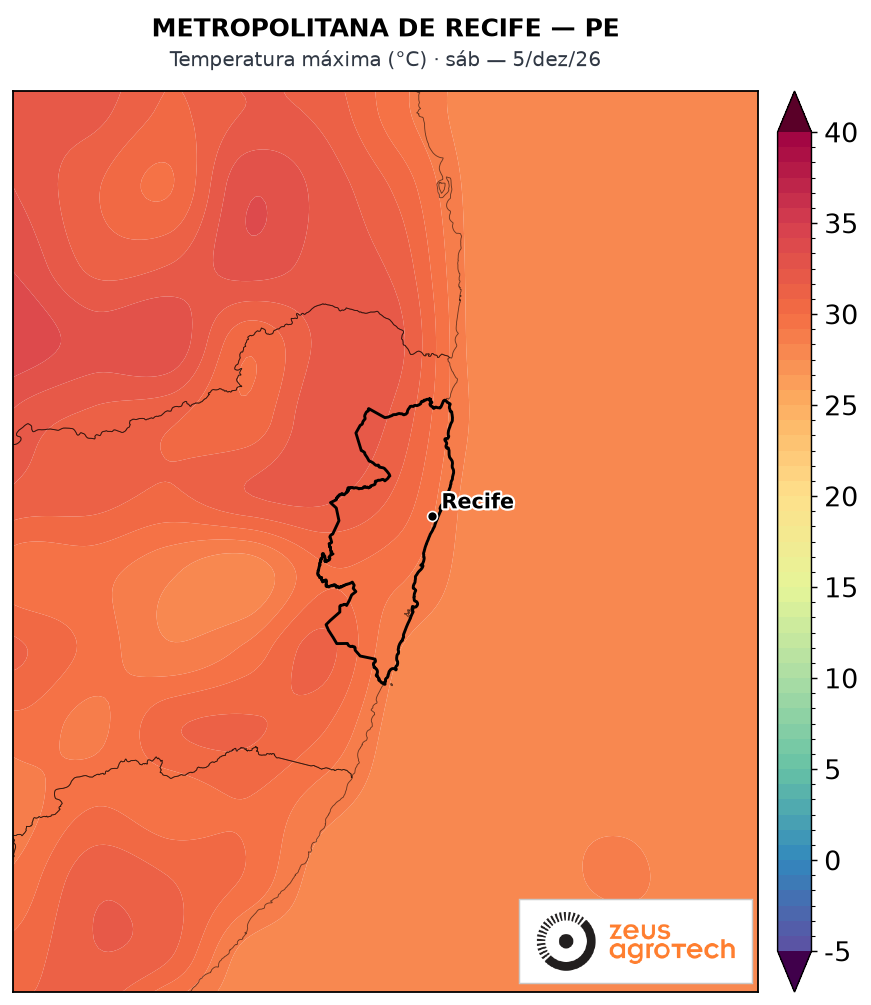 METROPOLITANA DE RECIFE — PE
Temperatura máxima (°C) · sáb — 5/dez/26
40
35
30
25
20
15
10
5
0
-5
Recife
zeus
agrotech